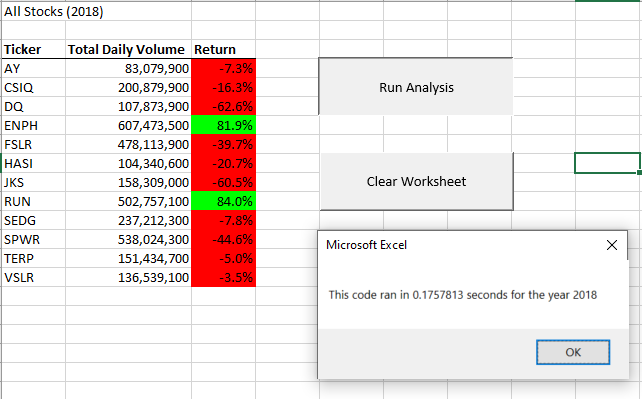 All Stocks (2018)
Ticker Total Daily Volume Return
AY 83,079,900 -7.3%
CSIQ 200,879,900 -16.3%
DQ 107,873,900 -62.6%
ENPH 607,473,500 81.9%
FSLR 478,113,900 -39.7%
HASI 104,340,600 -20.7%
JKS 158,309,000 -60.5%
RUN 502,757,100 84.0%
SEDG 237,212,300 -7.8%
SPWR 538,024,300 -44.6%
TERP 151,434,700 -5.0%
VSLR 136,539,100 -3.5%
Run Analysis
Clear Worksheet
Microsoft Excel
This code ran in 0.1757813 seconds for the year 2018
OK